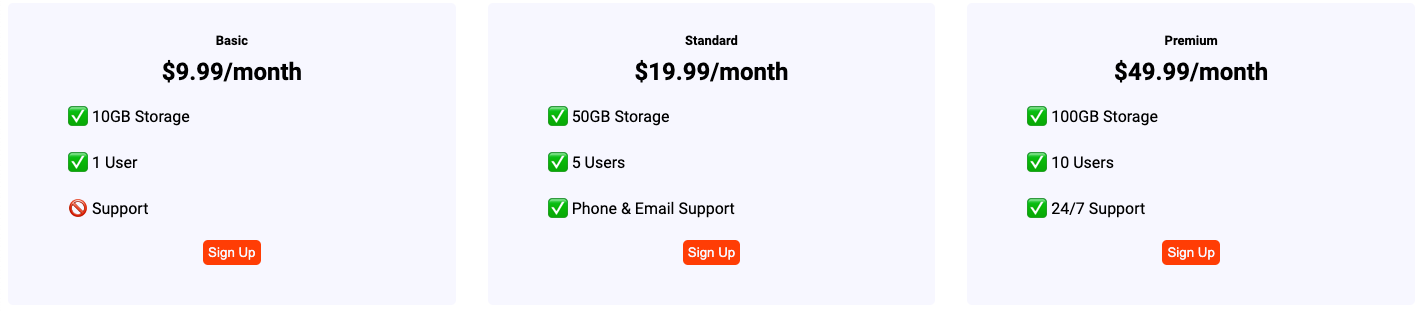 Basic
$9.99/month
✅ 10GB Storage
✅ 1 User
🚫 Support
Sign Up
Standard
$19.99/month
✅ 50GB Storage
✅ 5 Users
✅ Phone & Email Support
Sign Up
Premium
$49.99/month
✅ 100GB Storage
✅ 10 Users
✅ 24/7 Support
Sign Up